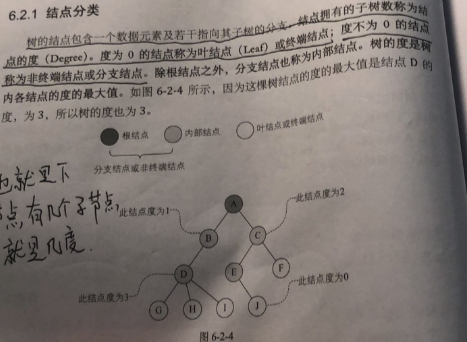 6.2.1 结点分类
树的结点包含一个数据元素及若干指向其子树的分支。结点拥有的子树数称为结
点的度（Degree）。度为 0 的结点称为叶结点（Leaf）或终端结点；度不为 0 的结点
称为非终端结点或分支结点。除根结点之外，分支结点也称为内部结点。树的度是树
内各结点的度的最大值。如图 6-2-4 所示，因为这棵树结点的度的最大值是结点 D 的
度，为 3，所以树的度也为 3。
根结点 内部结点 叶结点或终端结点
分支结点或非终端结点
也就是下
点,有几个子节点,
就是几度.
此结点度为2
A
此结点度为1
B C
D E F
此结点度为3
此结点度为0
G H I J
图 6-2-4